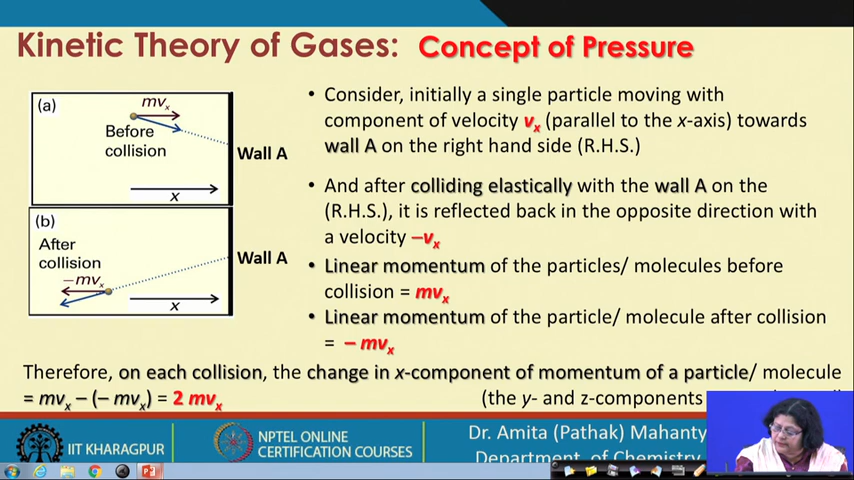 Kinetic Theory of Gases: Concept of Pressure
(a)
mvₓ
Before
collision
Wall A
x
(b)
After
collision
−mvₓ
Wall A
x
• Consider, initially a single particle moving with
component of velocity vₓ (parallel to the x-axis) towards
wall A on the right hand side (R.H.S.)
• And after colliding elastically with the wall A on the
(R.H.S.), it is reflected back in the opposite direction with
a velocity –vₓ
• Linear momentum of the particles/ molecules before
collision = mvₓ
• Linear momentum of the particle/ molecule after collision
= – mvₓ
Therefore, on each collision, the change in x-component of momentum of a particle/ molecule
= mvₓ – (– mvₓ) = 2 mvₓ (the y- and z-components
IIT KHARAGPUR
NPTEL ONLINE
CERTIFICATION COURSES
Dr. Amita (Pathak) Mahanty
Department of Chemistry